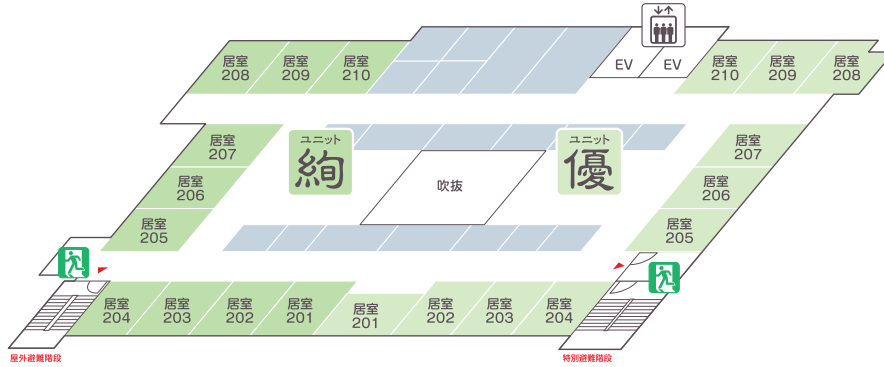 居室
208
居室
209
居室
210
EV
EV
居室
210
居室
209
居室
208
居室
207
ユニット
絢
ユニット
優
居室
207
居室
206
吹抜
居室
206
居室
205
居室
205
居室
204
居室
203
居室
202
居室
201
居室
201
居室
202
居室
203
居室
204
屋外避難階段
特別避難階段